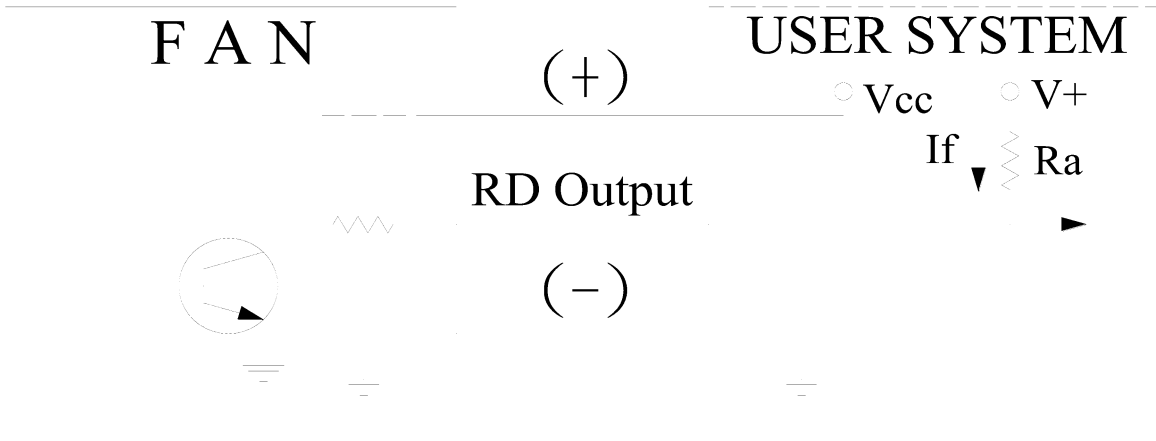 F A N
USER SYSTEM
(+)
Vcc
V+
If
Ra
RD Output
(−)